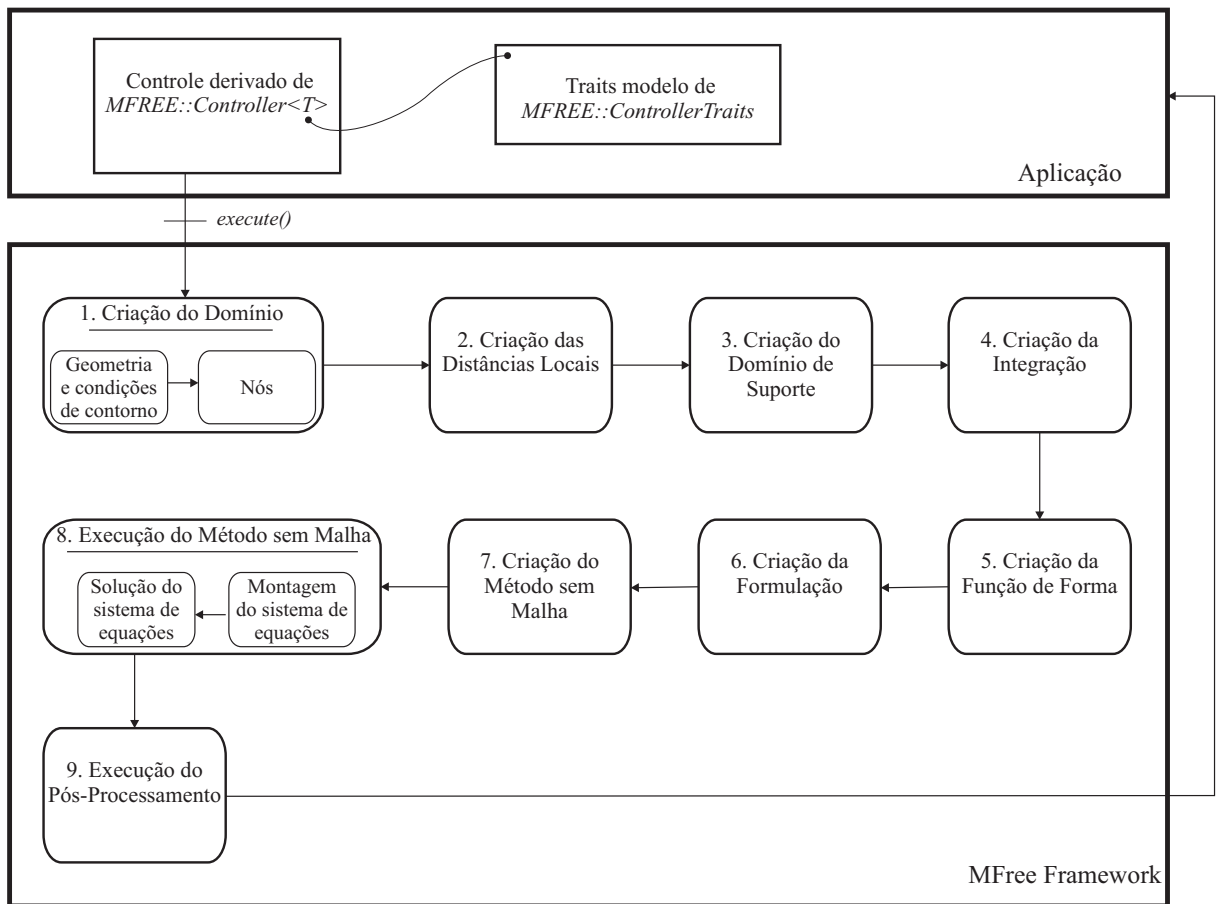 Controle derivado de
MFREE::Controller<T>
Traits modelo de
MFREE::ControllerTraits
Aplicação
execute()
1. Criação do Domínio
Geometria
e condições
de contorno
Nós
2. Criação das
Distâncias Locais
3. Criação do
Domínio de
Suporte
4. Criação da
Integração
8. Execução do Método sem Malha
Solução do
sistema de
equações
Montagem
do sistema de
equações
7. Criação do
Método sem
Malha
6. Criação da
Formulação
5. Criação da
Função de Forma
9. Execução do
Pós-Processamento
MFree Framework